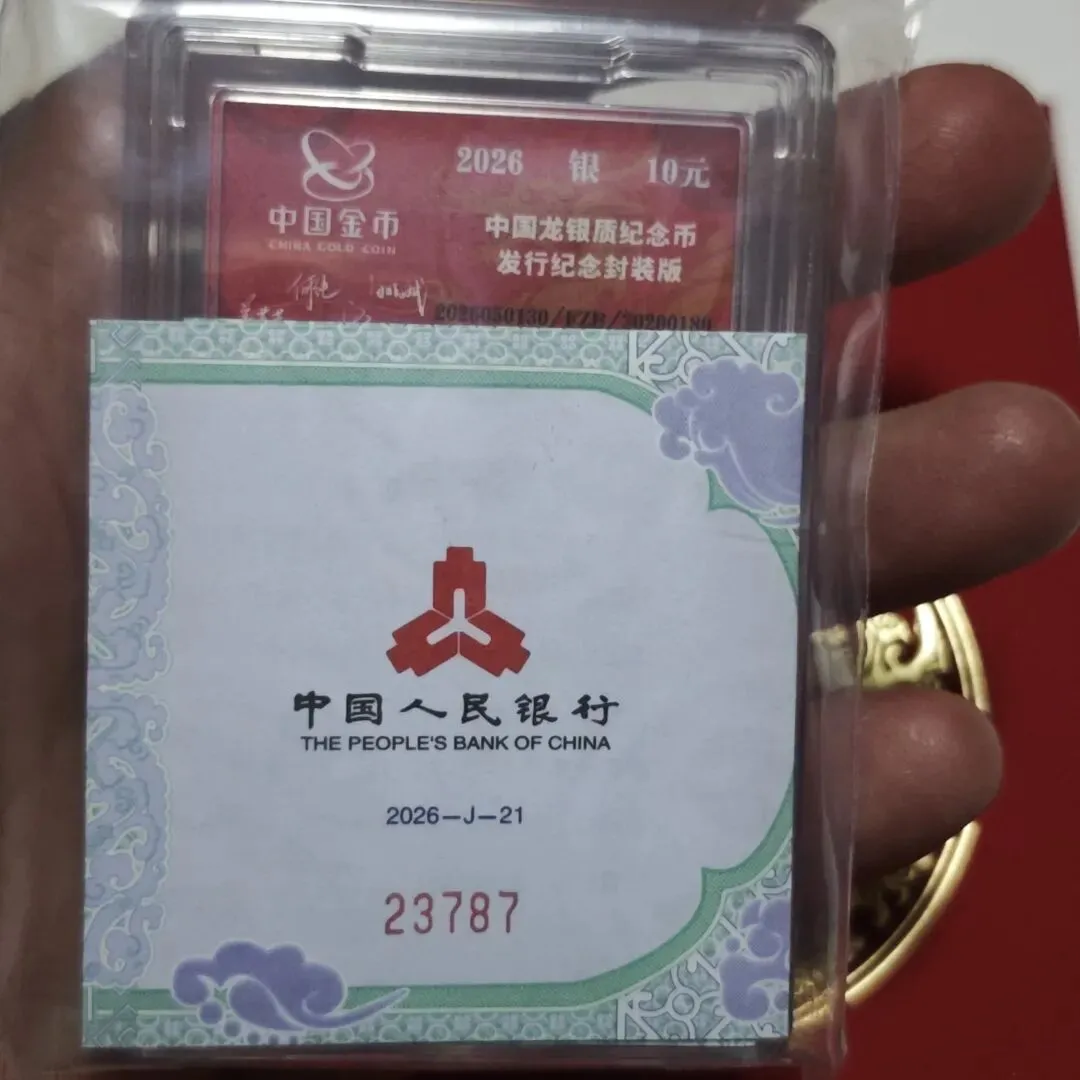 中国金币
CHINA GOLD COIN
2026 银 10元
中国龙银质纪念币
发行纪念封装版
中国人民银行
THE PEOPLE'S BANK OF CHINA
2026-J-21
23787